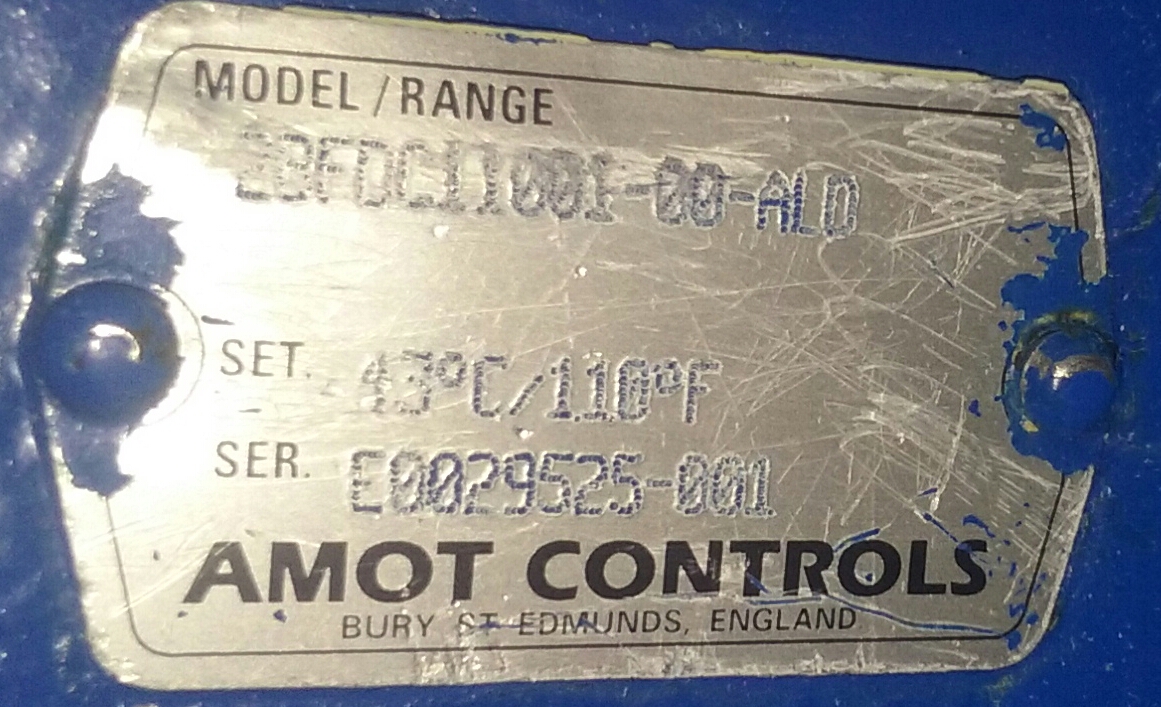 MODEL / RANGE
SET. 43°C/110°F
SER. E0029525-001
AMOT CONTROLS
BURY ST EDMUNDS, ENGLAND